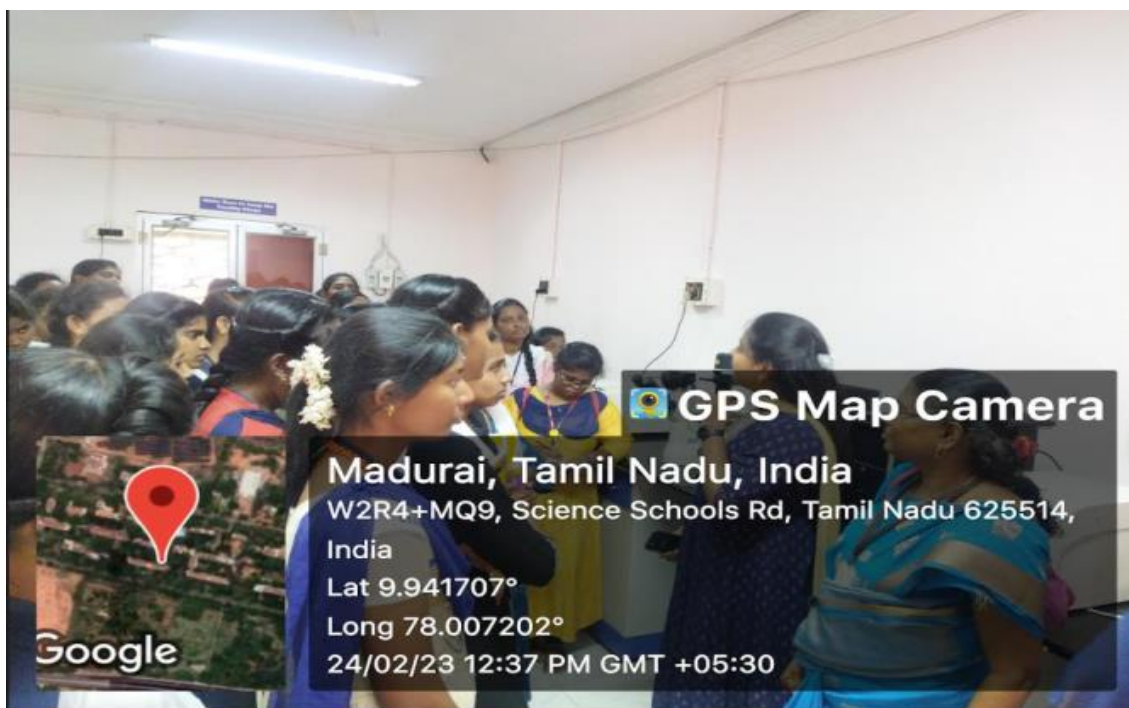 GPS Map Camera
Madurai, Tamil Nadu, India
W2R4+MQ9, Science Schools Rd, Tamil Nadu 625514,
India
Lat 9.941707°
Long 78.007202°
24/02/23 12:37 PM GMT +05:30
Google